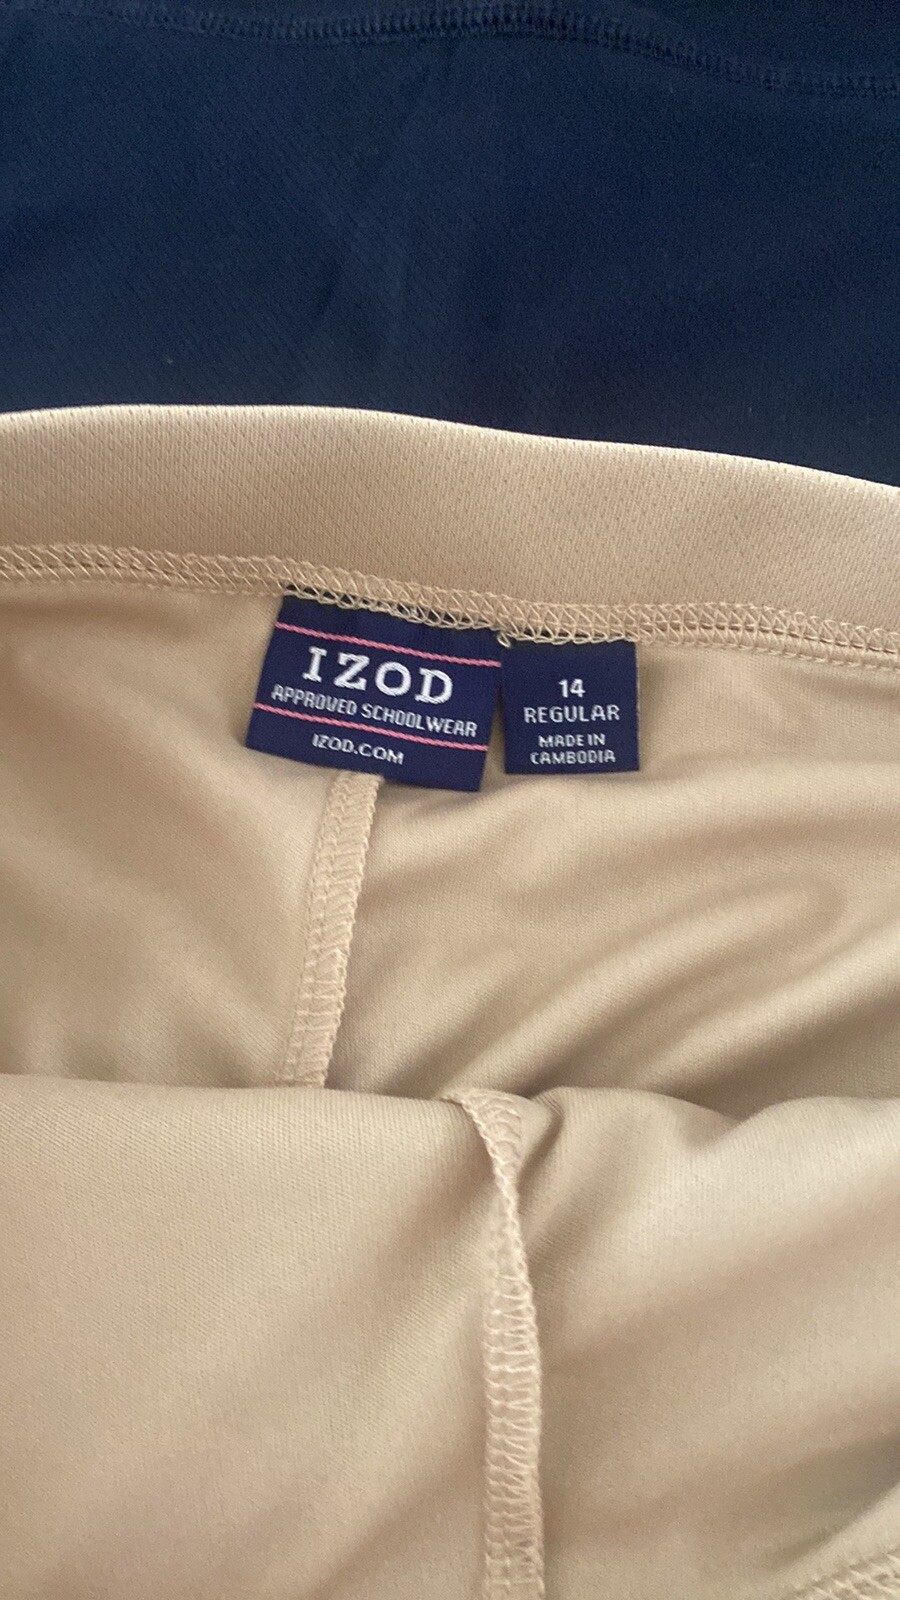 IZOD
APPROVED SCHOOLWEAR
IZOD.COM
14
REGULAR
MADE IN
CAMBODIA